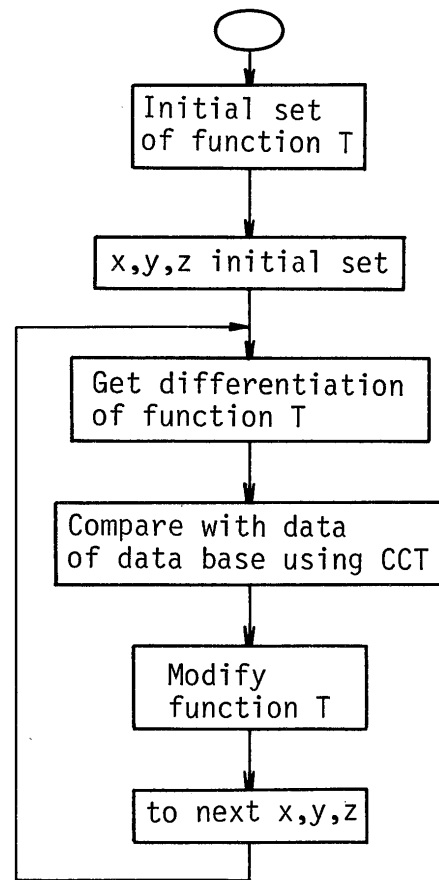 Initial set
of function T
x,y,z initial set
Get differentiation
of function T
Compare with data
of data base using CCT
Modify
function T
to next x,y,z